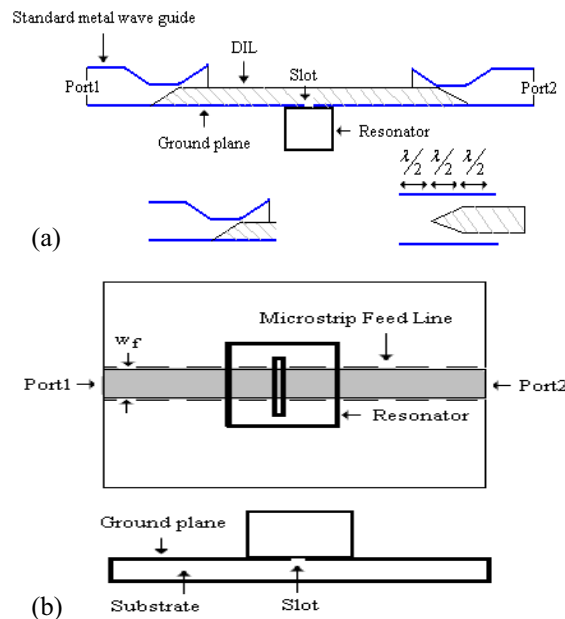 Standard metal wave guide
DIL
Slot
Port1
Port2
Ground plane
Resonator
λ/2 λ/2 λ/2
(a)
Microstrip Feed Line
wf
Port1
Port2
Resonator
Ground plane
Substrate
Slot
(b)